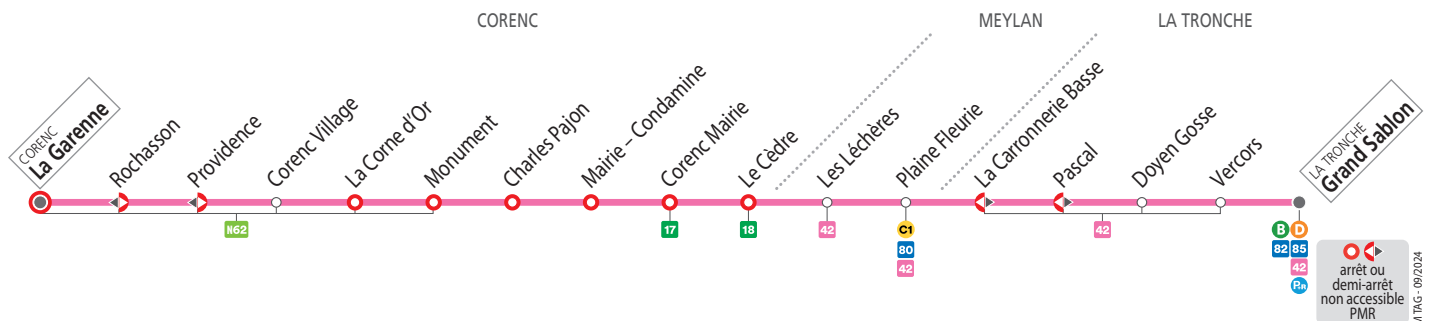 CORENC
MEYLAN
LA TRONCHE
CORENC
La Garenne
Rochasson
Providence
Corenc Village
La Corne d'Or
Monument
Charles Pajon
Mairie – Condamine
Corenc Mairie
Le Cèdre
Les Léchères
Plaine Fleurie
La Carronnerie Basse
Pascal
Doyen Gosse
Vercors
LA TRONCHE
Grand Sablon
N62
17
18
42
C1
80
42
42
B D
82 85
42
P+R
arrêt ou
demi-arrêt
non accessible
PMR
M TAG - 09/2024